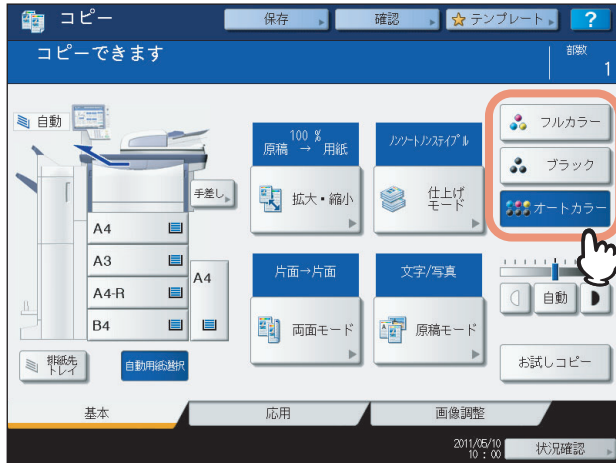 コピー
保存
確認
テンプレート
?
コピーできます
部数
1
自動
手差し
A4
A3
A4-R
B4
A4
排紙先
トレイ
自動用紙選択
100 %
原稿 → 用紙
拡大・縮小
ノンソートノンステイプル
仕上げ
モード
片面→片面
両面モード
文字/写真
原稿モード
フルカラー
ブラック
オートカラー
自動
お試しコピー
基本
応用
画像調整
2011/05/10
10 : 00
状況確認